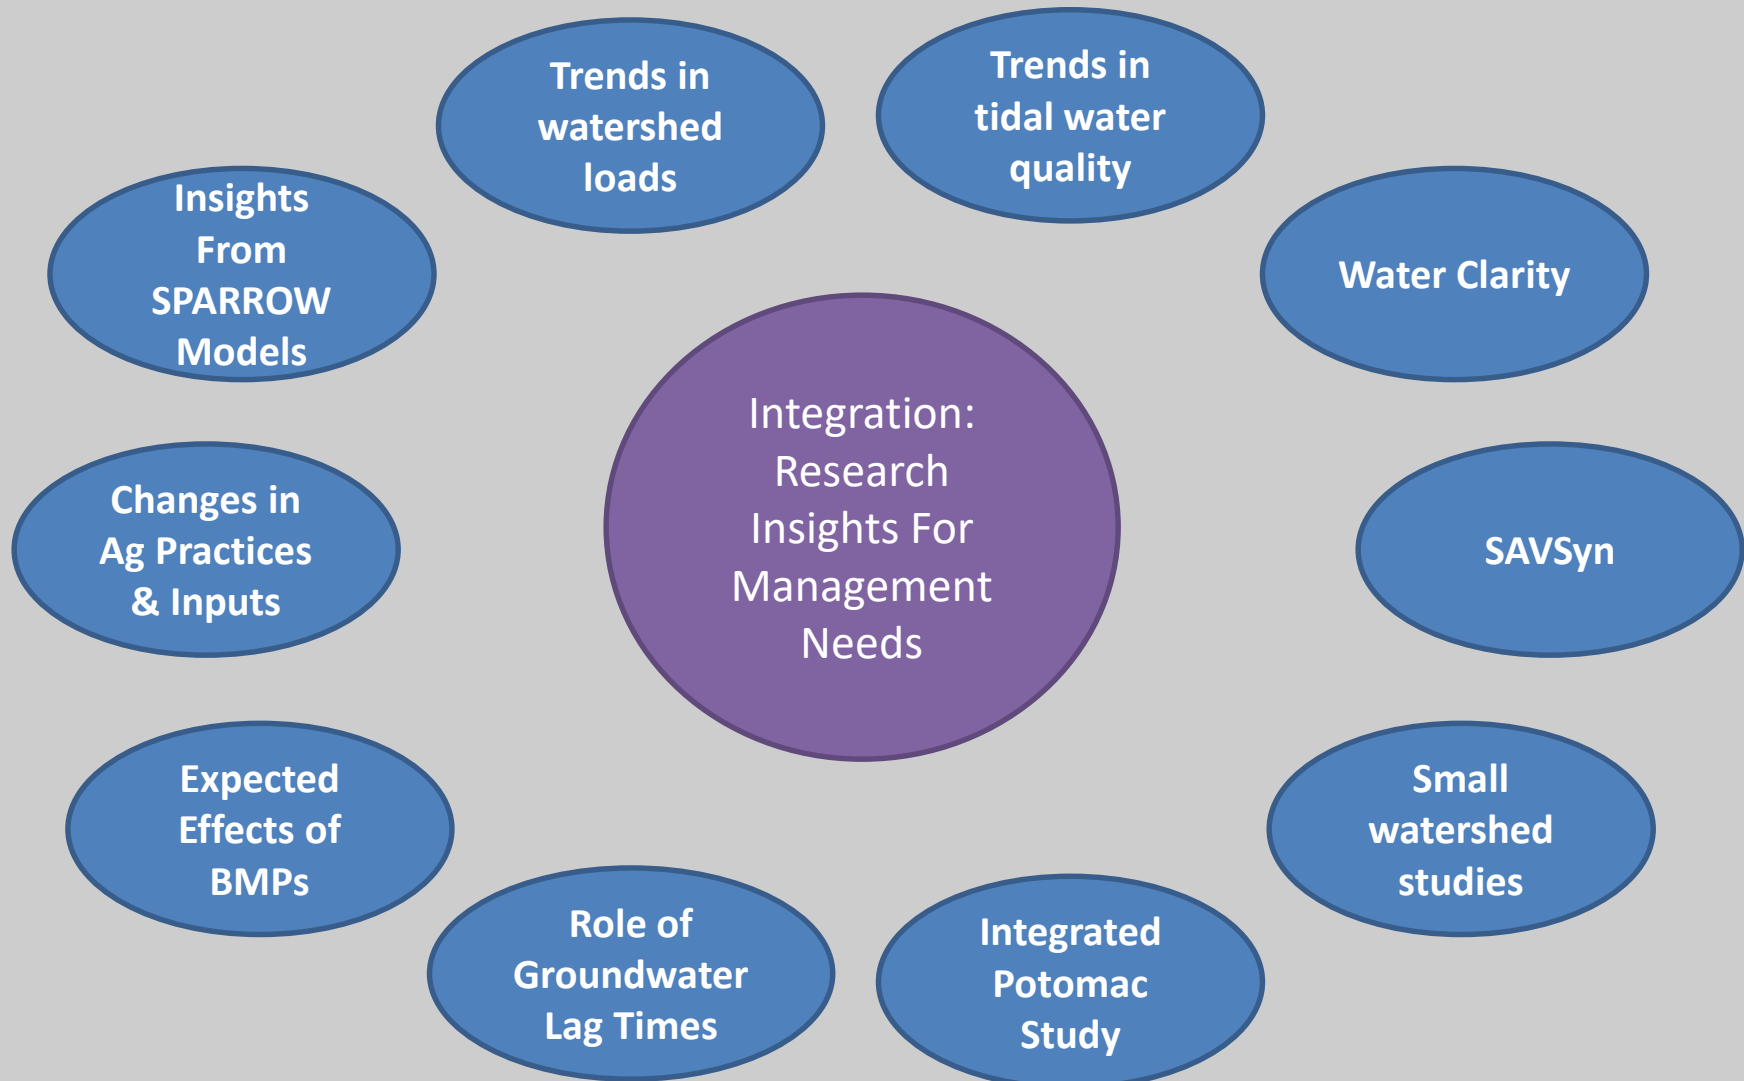 Trends in
watershed
loads
Trends in
tidal water
quality
Insights
From
SPARROW
Models
Water Clarity
Integration:
Research
Insights For
Management
Needs
Changes in
Ag Practices
& Inputs
SAVSyn
Expected
Effects of
BMPs
Small
watershed
studies
Role of
Groundwater
Lag Times
Integrated
Potomac
Study